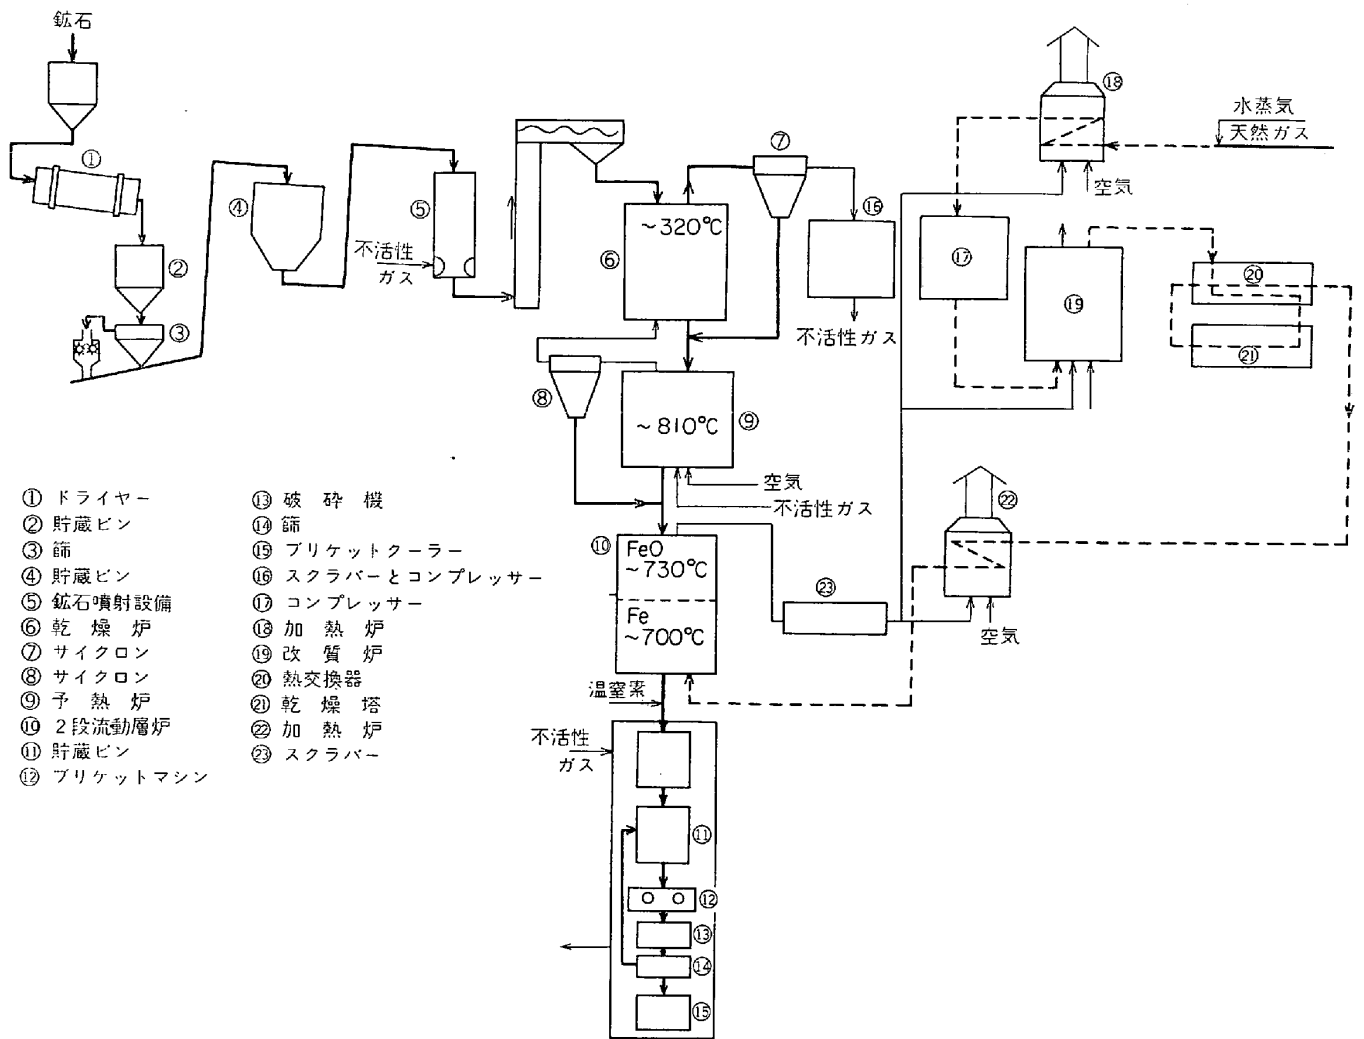 鉱石
①
②
③
④
⑤
不活性
ガス
⑥
~320℃
⑦
⑯
不活性ガス
⑧
⑨
~810℃
空気
不活性ガス
⑩
FeO
~730℃
Fe
~700℃
温窒素
不活性
ガス
⑪
⑫
⑬
⑭
⑮
⑱
水蒸気
天然ガス
空気
⑰
⑲
⑳
㉑
㉒
空気
㉓
① ドライヤー
② 貯蔵ビン
③ 篩
④ 貯蔵ビン
⑤ 鉱石噴射設備
⑥ 乾燥炉
⑦ サイクロン
⑧ サイクロン
⑨ 予熱炉
⑩ 2段流動層炉
⑪ 貯蔵ビン
⑫ ブリケットマシン
⑬ 破砕機
⑭ 篩
⑮ ブリケットクーラー
⑯ スクラバーとコンプレッサー
⑰ コンプレッサー
⑱ 加熱炉
⑲ 改質炉
⑳ 熱交換器
㉑ 乾燥塔
㉒ 加熱炉
㉓ スクラバー